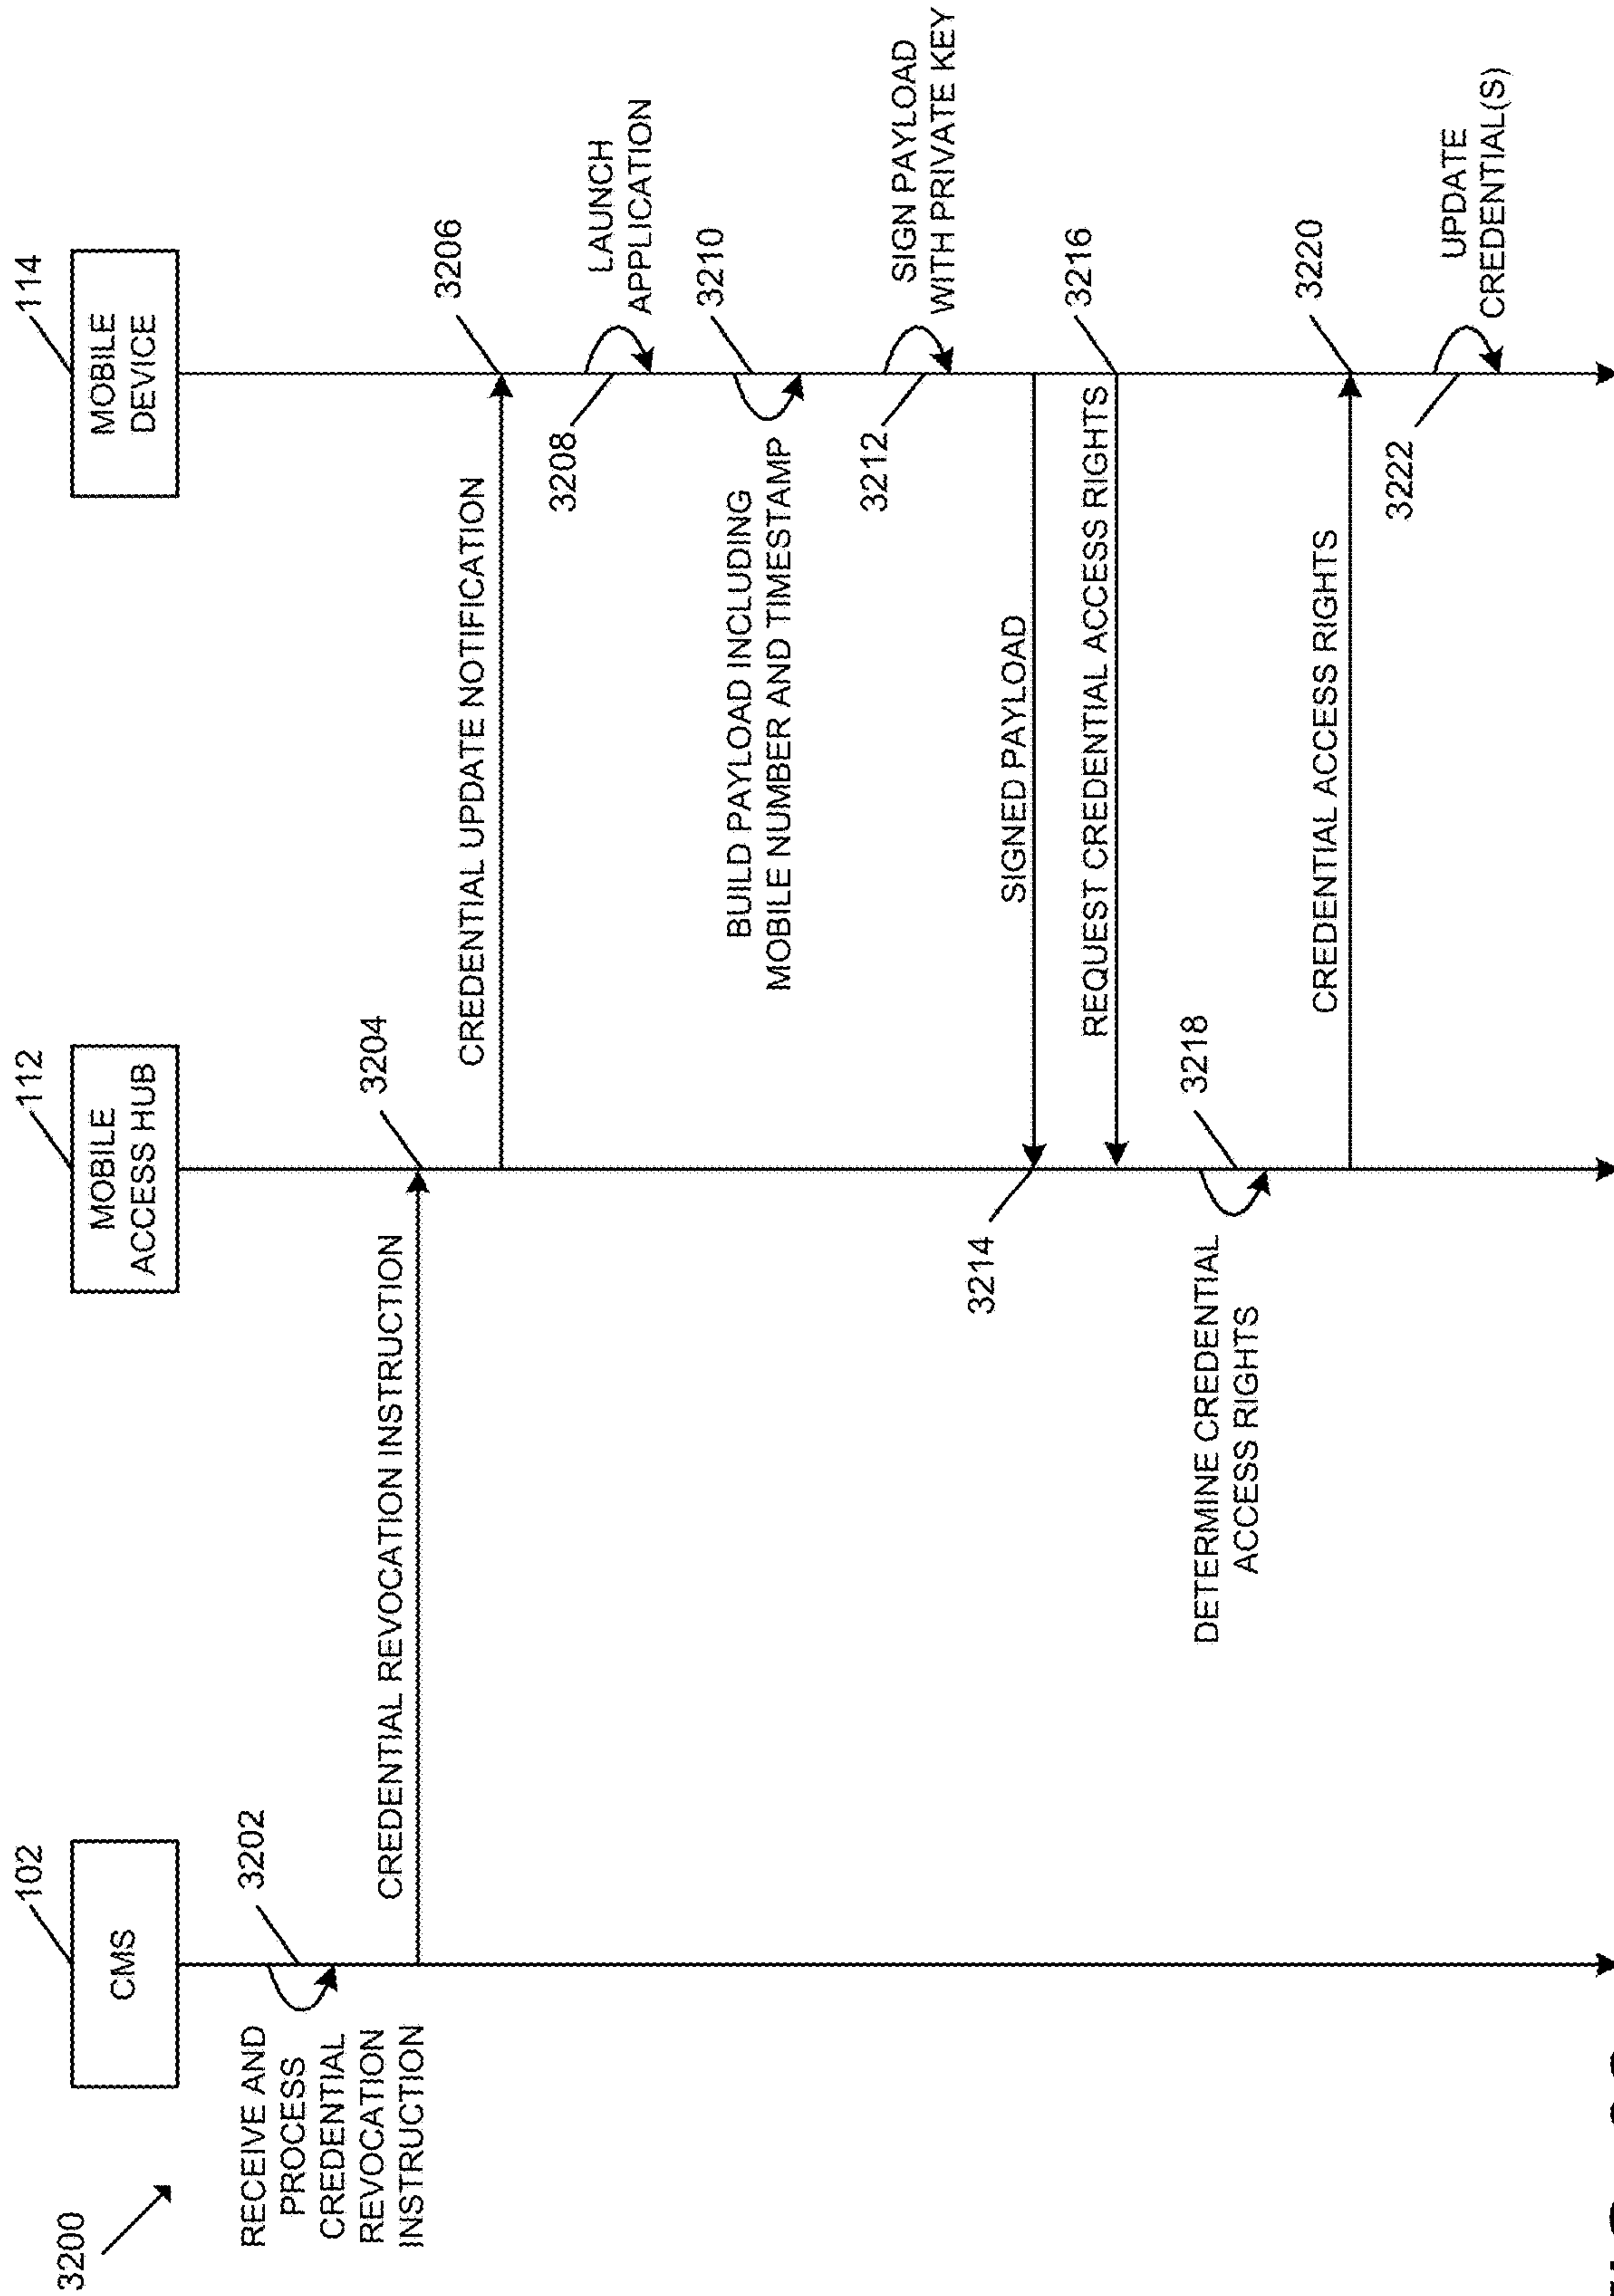 3200
102
CMS
112
MOBILE
ACCESS HUB
114
MOBILE
DEVICE
RECEIVE AND
PROCESS
CREDENTIAL
REVOCATION
INSTRUCTION
3202
CREDENTIAL REVOCATION INSTRUCTION
3204
CREDENTIAL UPDATE NOTIFICATION
3206
3208
LAUNCH
APPLICATION
BUILD PAYLOAD INCLUDING
MOBILE NUMBER AND TIMESTAMP
3210
3212
SIGN PAYLOAD
WITH PRIVATE KEY
3214
SIGNED PAYLOAD
REQUEST CREDENTIAL ACCESS RIGHTS
3216
DETERMINE CREDENTIAL
ACCESS RIGHTS
3218
CREDENTIAL ACCESS RIGHTS
3220
3222
UPDATE
CREDENTIAL(S)